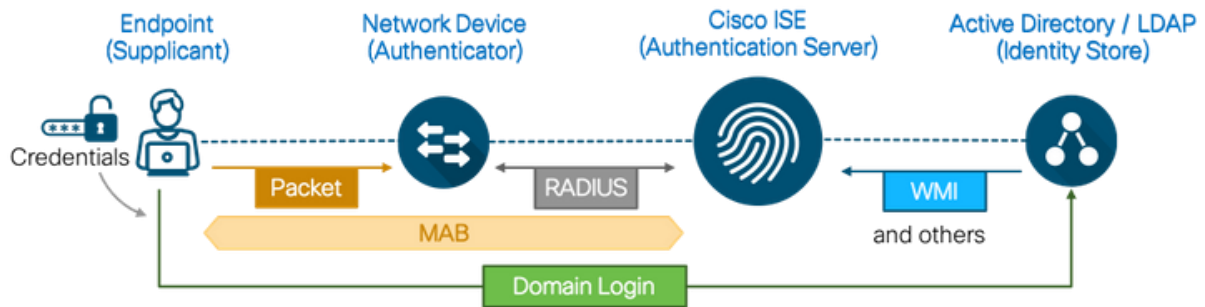 Endpoint
(Supplicant)
Network Device
(Authenticator)
Cisco ISE
(Authentication Server)
Active Directory / LDAP
(Identity Store)
***
Credentials
Packet
RADIUS
WMI
and others
MAB
Domain Login